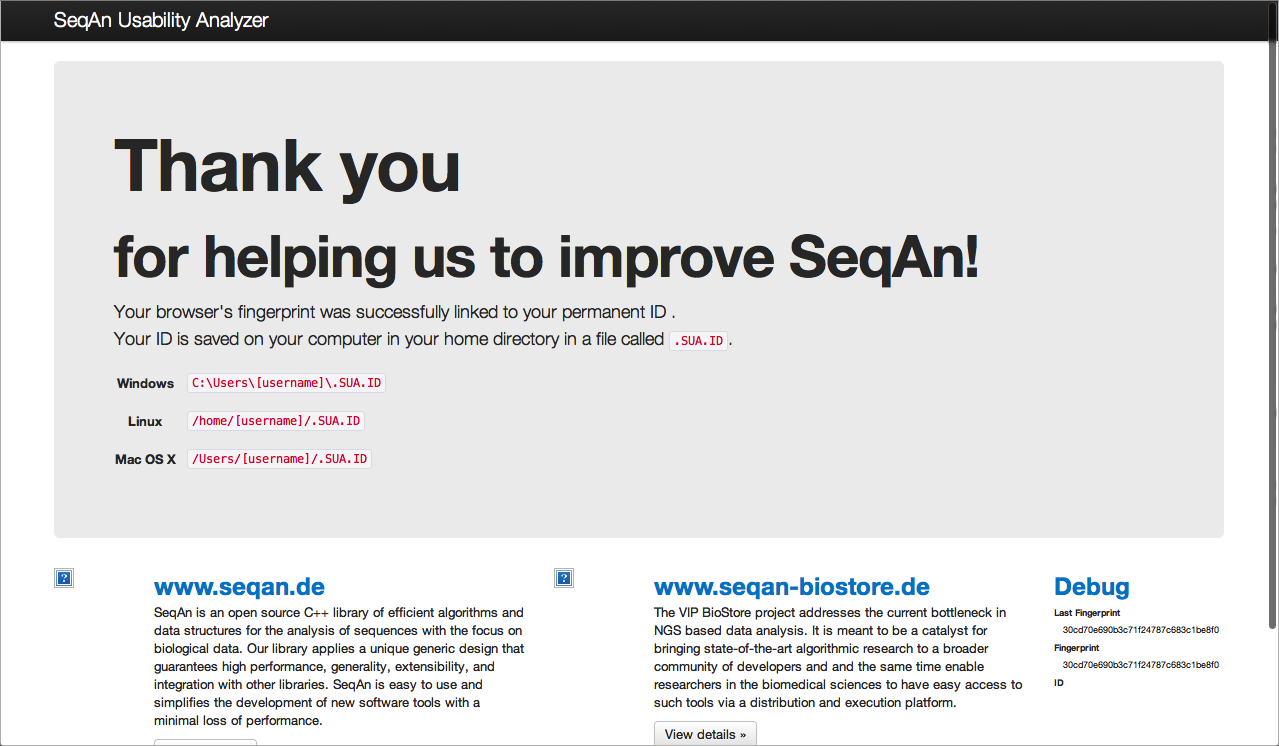 SeqAn Usability Analyzer
Thank you
for helping us to improve SeqAn!
Your browser's fingerprint was successfully linked to your permanent ID .
Your ID is saved on your computer in your home directory in a file called .SUA.ID.
Windows C:\Users\[username]\.SUA.ID
Linux /home/[username]/.SUA.ID
Mac OS X /Users/[username]/.SUA.ID
www.seqan.de
SeqAn is an open source C++ library of efficient algorithms and
data structures for the analysis of sequences with the focus on
biological data. Our library applies a unique generic design that
guarantees high performance, generality, extensibility, and
integration with other libraries. SeqAn is easy to use and
simplifies the development of new software tools with a
minimal loss of performance.
www.seqan-biostore.de
The VIP BioStore project addresses the current bottleneck in
NGS based data analysis. It is meant to be a catalyst for
bringing state-of-the-art algorithmic research to a broader
community of developers and and the same time enable
researchers in the biomedical sciences to have easy access to
such tools via a distribution and execution platform.
View details »
Debug
Last Fingerprint
30cd70e690b3c71f24787c683c1be8f0
Fingerprint
30cd70e690b3c71f24787c683c1be8f0
ID